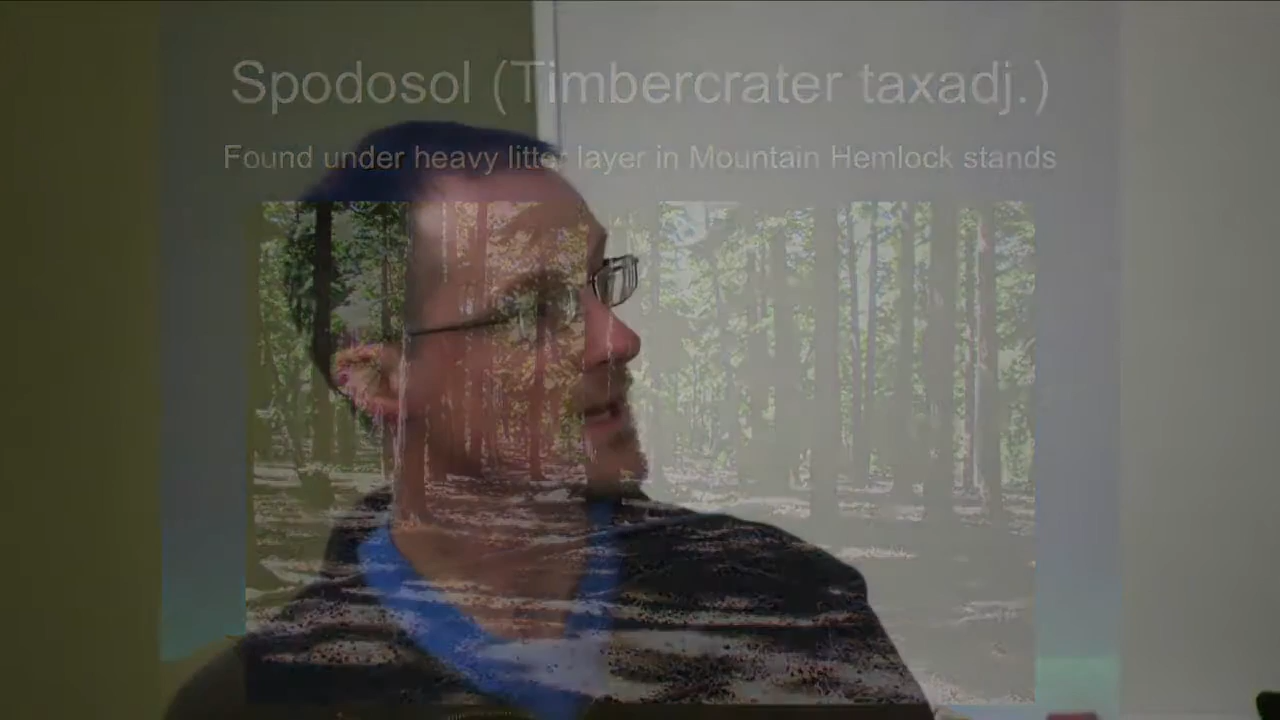 Spodosol (Timbercrater taxadj.)
Found under heavy litter layer in Mountain Hemlock stands